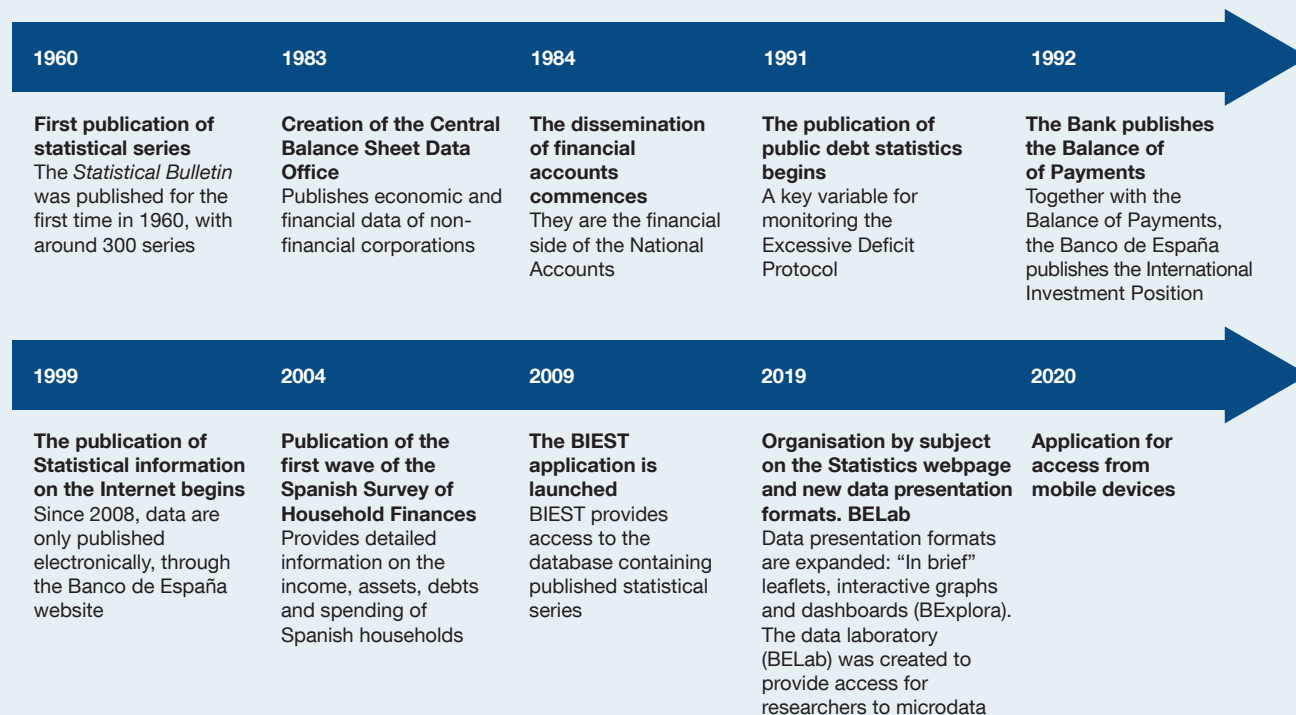 1960
1983
1984
1991
1992
First publication of
statistical series
The Statistical Bulletin
was published for the
first time in 1960, with
around 300 series
Creation of the Central
Balance Sheet Data
Office
Publishes economic and
financial data of non-
financial corporations
The dissemination
of financial
accounts
commences
They are the financial
side of the National
Accounts
The publication of
public debt statistics
begins
A key variable for
monitoring the
Excessive Deficit
Protocol
The Bank publishes
the Balance of
of Payments
Together with the
Balance of Payments,
the Banco de España
publishes the International
Investment Position
1999
2004
2009
2019
2020
The publication of
Statistical information
on the Internet begins
Since 2008, data are
only published
electronically, through
the Banco de España
website
Publication of the
first wave of the
Spanish Survey of
Household Finances
Provides detailed
information on the
income, assets, debts
and spending of
Spanish households
The BIEST
application is
launched
BIEST provides
access to the
database containing
published statistical
series
Organisation by subject
on the Statistics webpage
and new data presentation
formats. BELab
Data presentation formats
are expanded: “In brief”
leaflets, interactive graphs
and dashboards (BExplora).
The data laboratory
(BELab) was created to
provide access for
researchers to microdata
Application for
access from
mobile devices